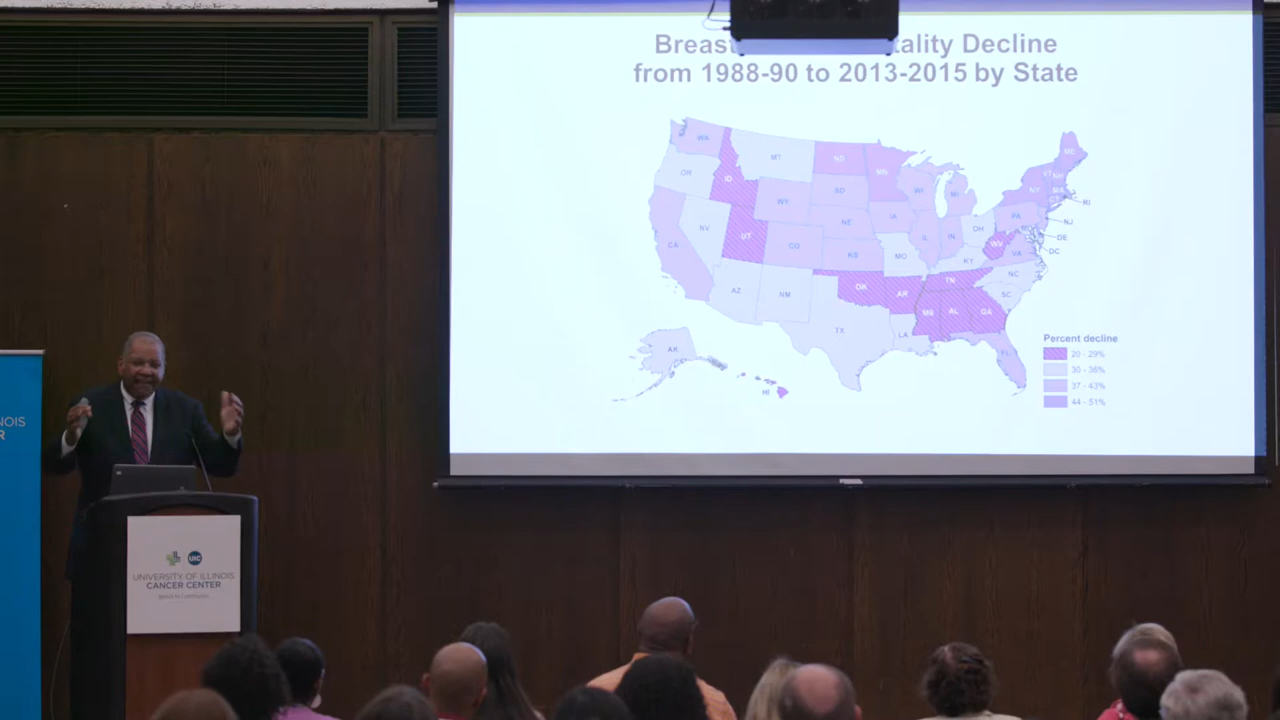 Breas tality Decline
from 1988-90 to 2013-2015 by State
WA
MT
ND
MN
ME
OR
ID
VT
NH
SD
WI
MI
NY
MA
WY
RI
IA
PA
NJ
NE
OH
DE
NV
UT
IL
IN
WV
DC
CA
CO
KS
MO
VA
KY
NC
AZ
NM
OK
AR
TN
SC
MS
AL
GA
TX
LA
AK
FL
HI
Percent decline
20 - 29%
30 - 36%
37 - 43%
44 - 51%
NOIS
R
UIC
UNIVERSITY OF ILLINOIS
CANCER CENTER